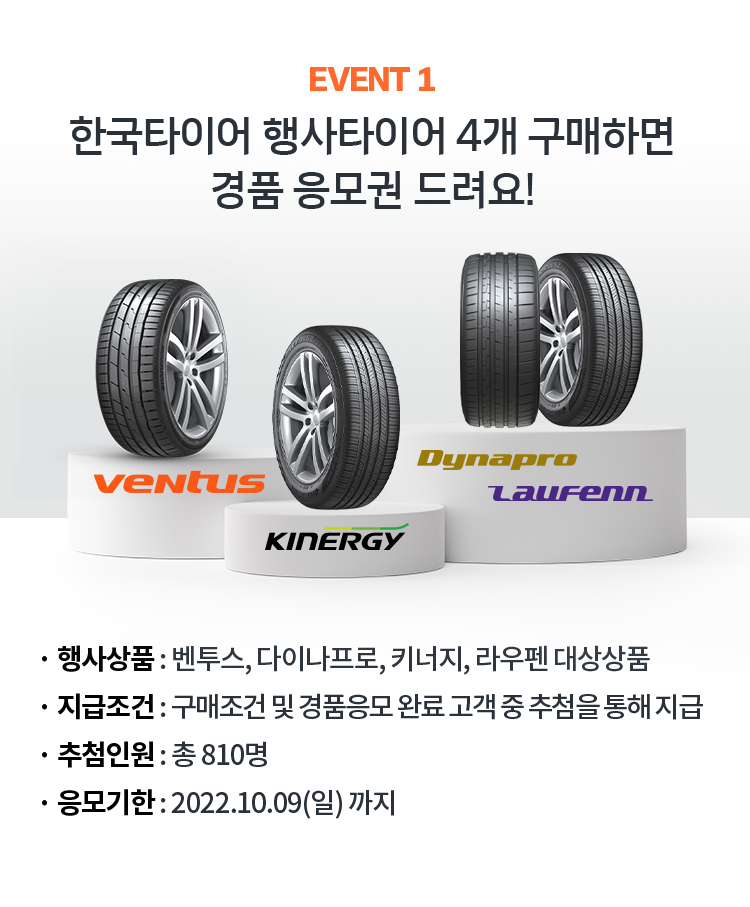 EVENT 1
한국타이어 행사타이어 4개 구매하면
경품 응모권 드려요!
ventus
KINERGY
Dynapro
Laufenn
• 행사상품 : 벤투스, 다이나프로, 키너지, 라우펜 대상상품
• 지급조건 : 구매조건 및 경품응모 완료 고객 중 추첨을 통해 지급
• 추첨인원 : 총 810명
• 응모기한 : 2022.10.09(일) 까지